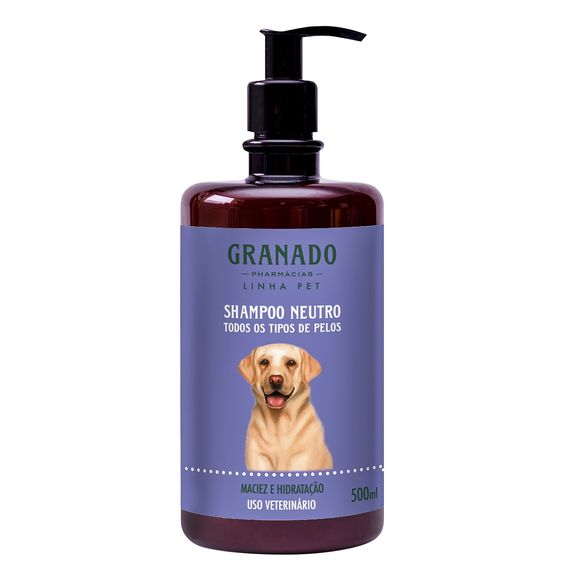 GRANADO
PHARMÁCIAS
LINHA PET
SHAMPOO NEUTRO
TODOS OS TIPOS DE PELOS
MACIEZ E HIDRATAÇÃO
USO VETERINÁRIO
500ml